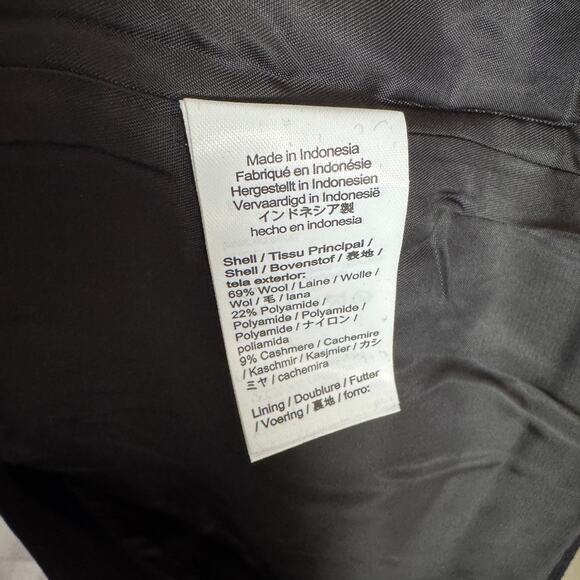 Made in Indonesia
Fabriqué en Indonésie
Hergestellt in Indonesien
Vervaardigd in Indonesië
インドネシア製
hecho en indonesia
Shell / Tissu Principal /
Shell / Bovenstof / 表地 /
tela exterior:
69% Wool / Laine / Wolle /
Wol / 毛 / lana
22% Polyamide /
Polyamide / Polyamide /
Polyamide / ナイロン /
poliamida
9% Cashmere / Cachemire
/ Kaschmir / Kasjmier / カシ
ミヤ / cachemira
Lining / Doublure / Futter
/ Voering / 裏地 / forro: